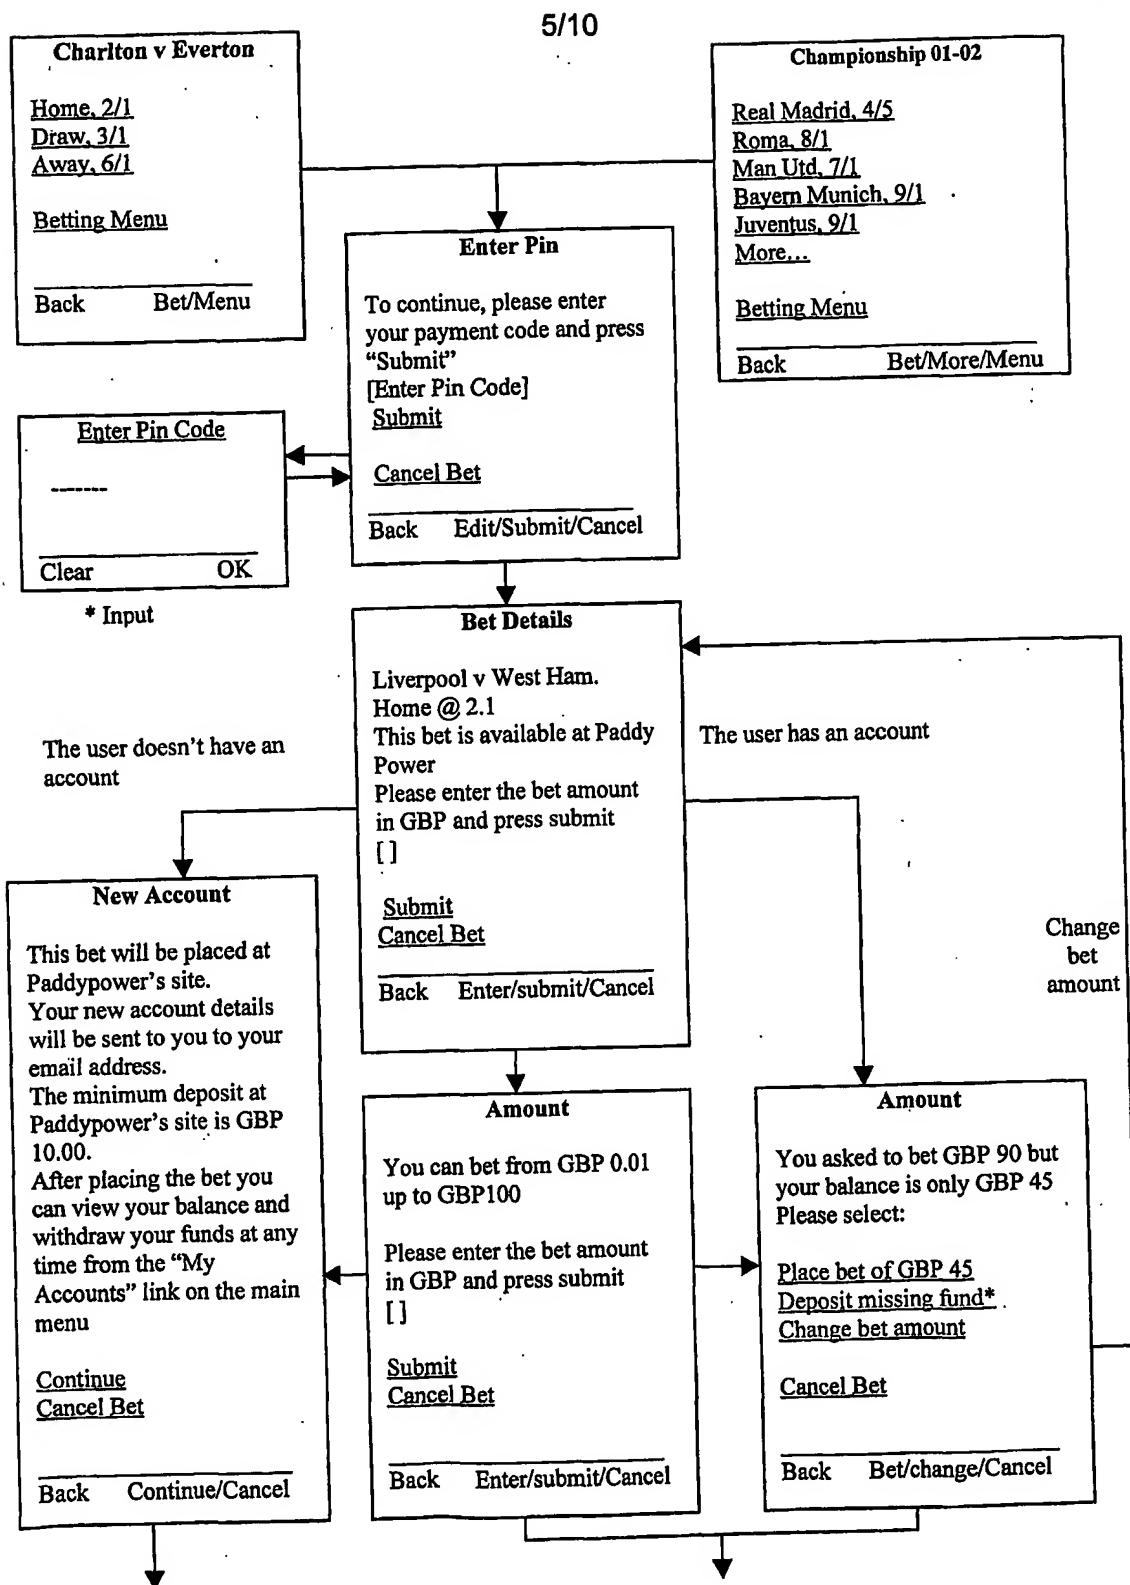 5/10
Charlton v Everton
Home, 2/1
Draw, 3/1
Away, 6/1
Betting Menu
Back Bet/Menu
Championship 01-02
Real Madrid, 4/5
Roma, 8/1
Man Utd, 7/1
Bayern Munich, 9/1
Juventus, 9/1
More...
Betting Menu
Back Bet/More/Menu
Enter Pin
To continue, please enter
your payment code and press
“Submit”
[Enter Pin Code]
Submit
Cancel Bet
Back Edit/Submit/Cancel
Enter Pin Code
-------
Clear OK
* Input
Bet Details
Liverpool v West Ham.
Home @ 2.1
This bet is available at Paddy
Power
Please enter the bet amount
in GBP and press submit
[ ]
Submit
Cancel Bet
Back Enter/submit/Cancel
The user doesn't have an
account
The user has an account
Change
bet
amount
New Account
This bet will be placed at
Paddypower's site.
Your new account details
will be sent to you to your
email address.
The minimum deposit at
Paddypower's site is GBP
10.00.
After placing the bet you
can view your balance and
withdraw your funds at any
time from the “My
Accounts” link on the main
menu
Continue
Cancel Bet
Back Continue/Cancel
Amount
You can bet from GBP 0.01
up to GBP100
Please enter the bet amount
in GBP and press submit
[ ]
Submit
Cancel Bet
Back Enter/submit/Cancel
Amount
You asked to bet GBP 90 but
your balance is only GBP 45
Please select:
Place bet of GBP 45
Deposit missing fund*
Change bet amount
Cancel Bet
Back Bet/change/Cancel